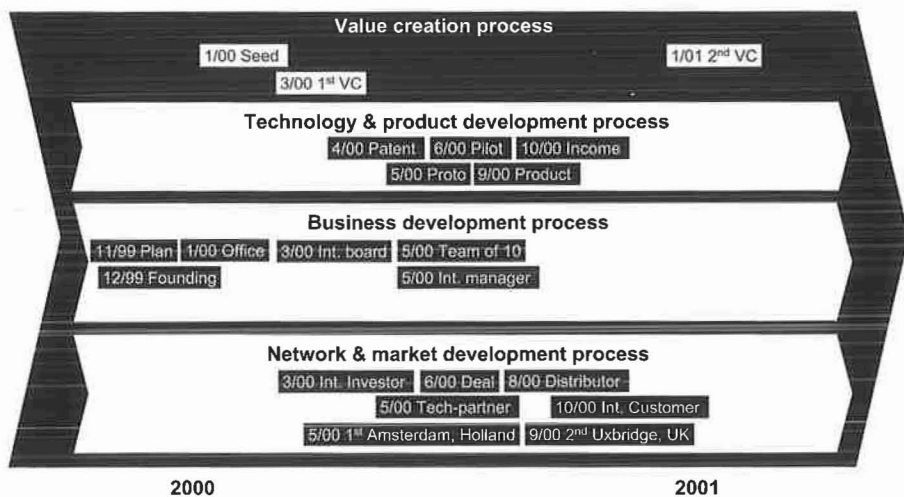 Value creation process
1/00 Seed
1/01 2nd VC
3/00 1st VC
Technology & product development process
4/00 Patent 6/00 Pilot 10/00 Income
5/00 Proto 9/00 Product
Business development process
11/99 Plan 1/00 Office 3/00 Int. board 5/00 Team of 10
12/99 Founding 5/00 Int. manager
Network & market development process
3/00 Int. Investor 6/00 Deal 8/00 Distributor
5/00 Tech-partner 10/00 Int. Customer
5/00 1st Amsterdam, Holland 9/00 2nd Uxbridge, UK
2000 2001